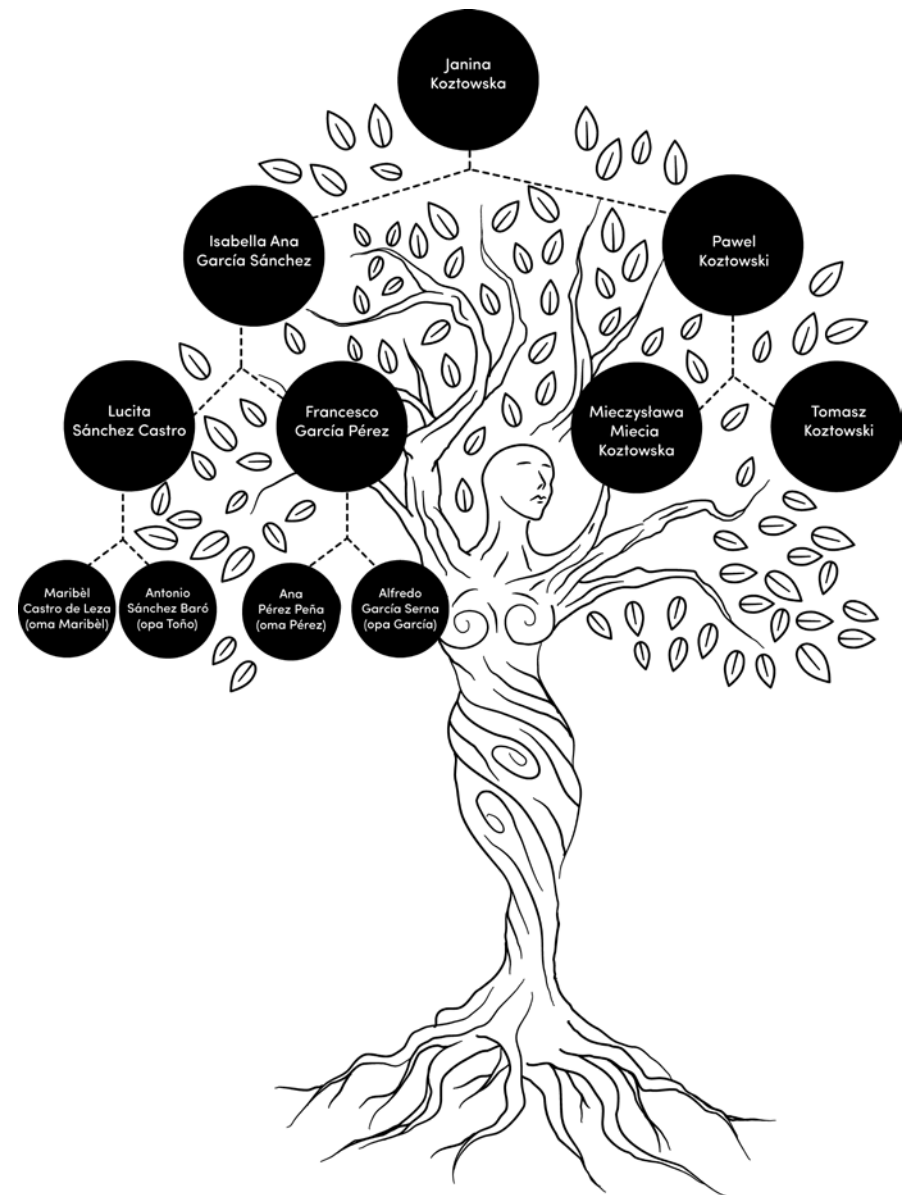 Janina
Koztowska
Isabella Ana
García Sánchez
Pawel
Koztowski
Lucita
Sánchez Castro
Francesco
García Pérez
Mieczysława
Miecia
Koztowska
Tomasz
Koztowski
Maribèl
Castro de Leza
(oma Maribèl)
Antonio
Sánchez Baró
(opa Toño)
Ana
Pérez Peña
(oma Pérez)
Alfredo
García Serna
(opa García)